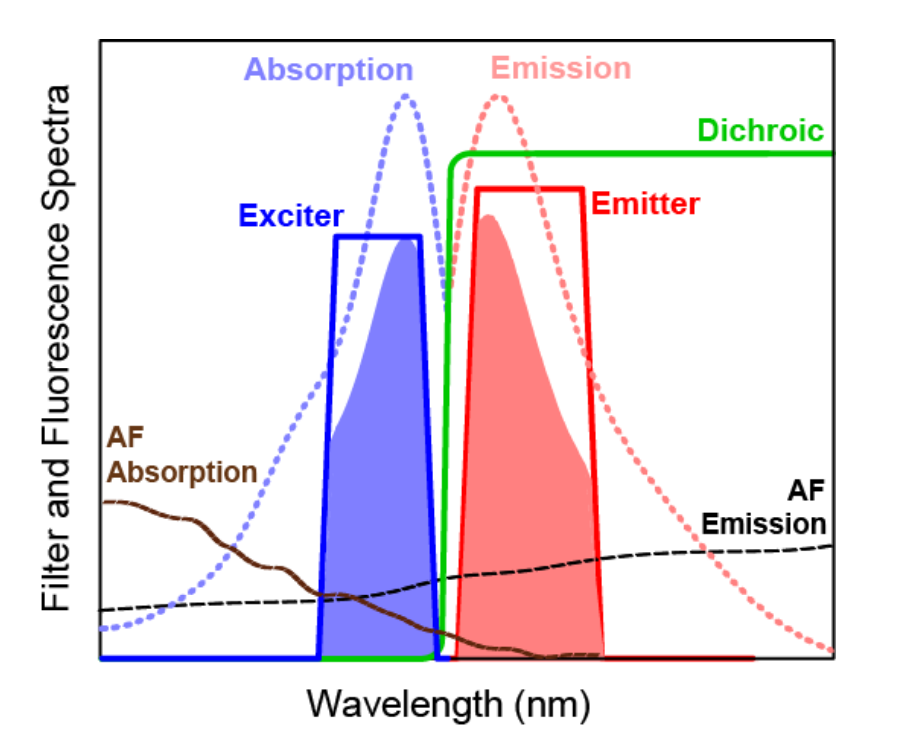 Filter and Fluorescence Spectra
Absorption
Emission
Dichroic
Exciter
Emitter
AF
Absorption
AF
Emission
Wavelength (nm)